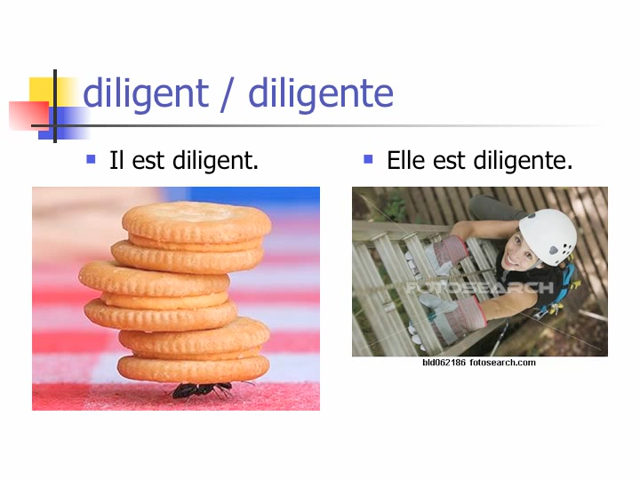 diligent / diligente
Il est diligent.
Elle est diligente.
FOTOSEARCH
bld062186 fotosearch.com